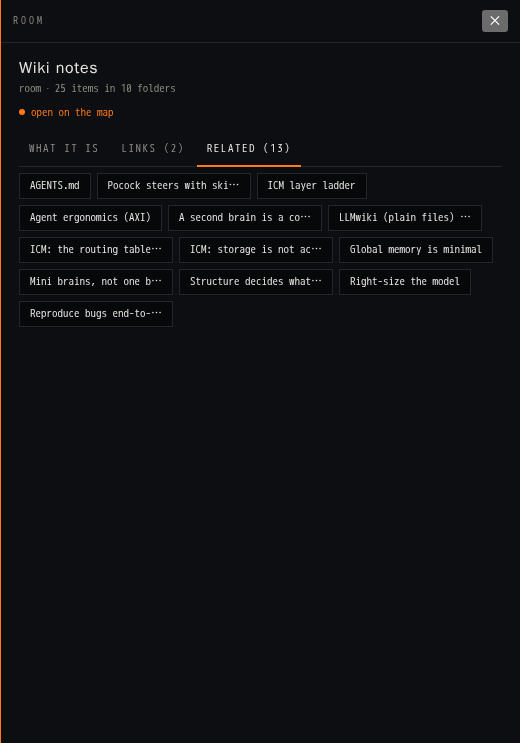 ROOM
Wiki notes
room · 25 items in 10 folders
open on the map
WHAT IT IS LINKS (2) RELATED (13)
AGENTS.md Pocock steers with ski… ICM layer ladder
Agent ergonomics (AXI) A second brain is a co… LLMwiki (plain files) …
ICM: the routing table… ICM: storage is not ac… Global memory is minimal
Mini brains, not one b… Structure decides what… Right-size the model
Reproduce bugs end-to-…